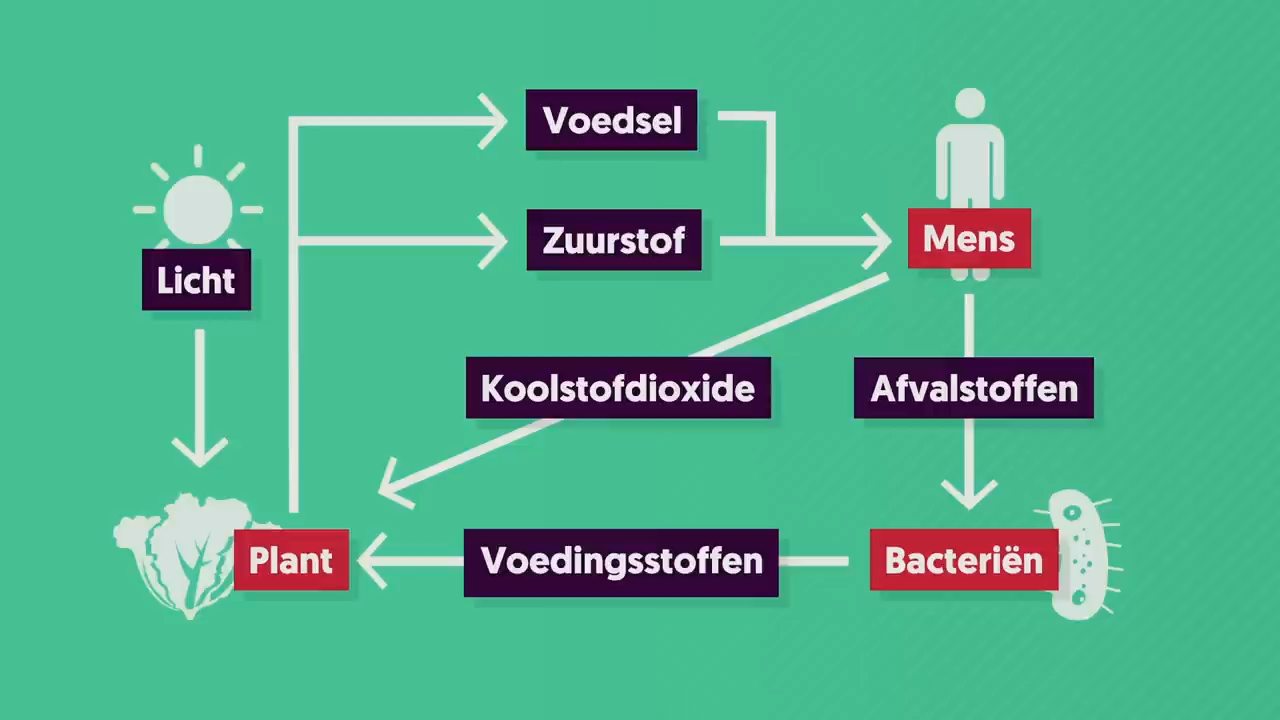 Voedsel
Zuurstof
Mens
Licht
Koolstofdioxide
Afvalstoffen
Plant
Voedingsstoffen
Bacteriën